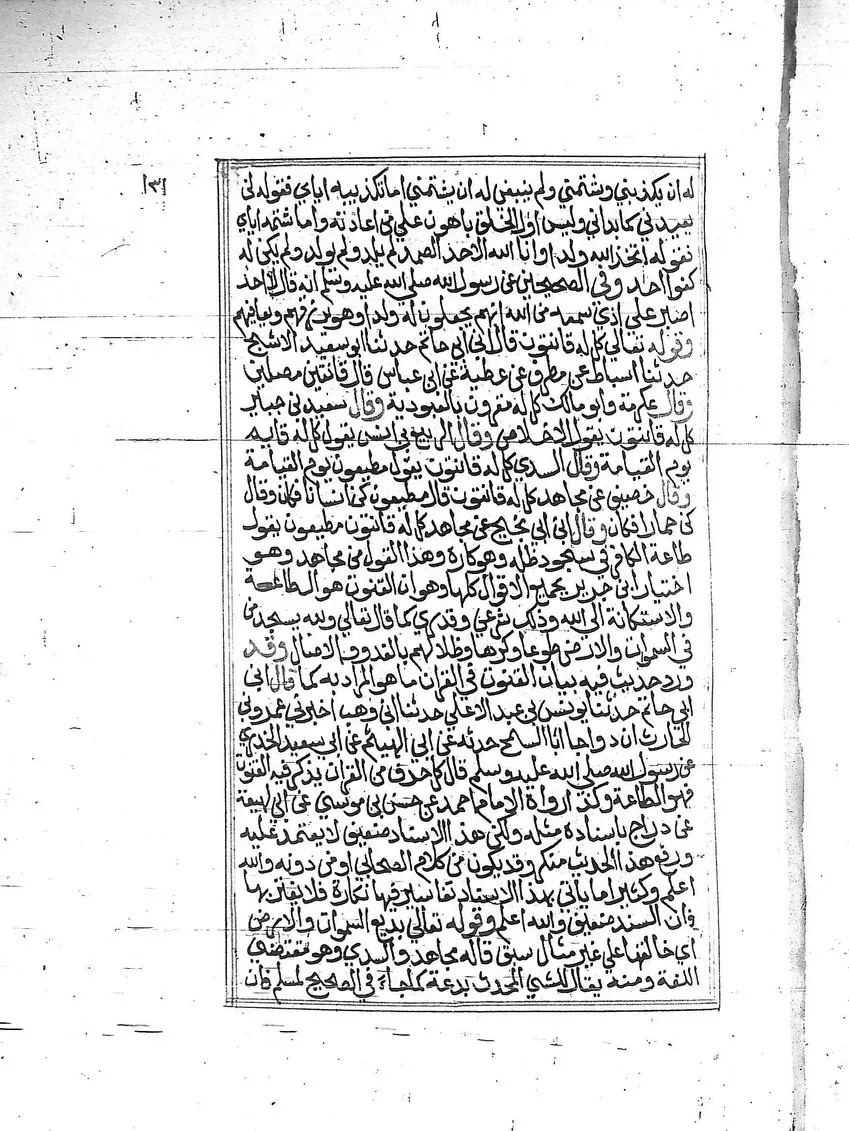 ١٣١
له ان يكذبني وشتمني ولم ينبغي له ان يشتمني اما تكذيبه اياي فقوله لن
يعيدني كما بداني وليس اول الخلق باهون علي من اعادته واما شتمه اياي
فقوله اتخذ الله ولدا وانا الله الاحد الصمد لم يلد ولم يولد ولم يكن له
كفوا احد وفي الصحيحين عن رسول الله صلى الله عليه وسلم انه قال لا احد
اصبر على اذى سمعه من الله انهم يجعلون له ولدا وهو يرزقهم ويعافيهم
وقوله تعالي كل له قانتون قال ابن ابي حاتم حدثنا ابو سعيد الاشج
حدثنا اسباط عن مطرف عن عطية عن ابن عباس قال قانتين مصلين
وقال عكرمة وابو مالك كل له مقرون بالعبودية وقال سعيد بن جبير
كل له قانتون يقول الاخلاص وقال الربيع بن انس يقول كل له قايم
يوم القيامة وقال السدي كل له قانتون يقول مطيعون يوم القيامة
وقال خصيف عن مجاهد كل له قانتون قال مطيعون كن انسانا فكان وقال
كن حمارا فكان وقال ابن ابي نجيح عن مجاهد كل له قانتون مطيعون يقول
طاعة الكافر في سجود ظله وهو كاره وهذا القول من مجاهد وهو
اختيار ابن جرير يجمع الاقوال كلها وهو ان القنوت هو الطاعة
والاستكانة الى الله وذلك شرعي وقدري كما قال تعالي ولله يسجد من
في السموات والارض طوعا وكرها وظلالهم بالغدو والاصال وقد
ورد حديث فيه بيان القنوت في القران ما هو المراد به كما قال ابن
ابي حاتم حدثنا يونس بن عبد الاعلي حدثنا ابن وهب اخبرني عمرو بن
الحارث ان دراجا ابا السمح حدثه عن ابي الهيثم عن ابي سعيد الخدري
عن رسول الله صلى الله عليه وسلم قال كل حرف من القران يذكر فيه القنوت
فهو الطاعة وكذا رواه الامام احمد عن حسن بن موسي عن ابن لهيعة
عن دراج باسناده مثله ولكن هذا الاسناد ضعيف لا يعتمد عليه
ورفع هذا الحديث منكر وقد يكون من كلام الصحابي او من دونه والله
اعلم وكثيرا ما ياتي بهذا الاسناد تفاسير فيها نكارة فلا يغتر بها
فان السند ضعيف والله اعلم وقوله تعالي بديع السموات والارض
اي خالقها علي غير مثال سبق قاله مجاهد والسدي وهو مقتضي
اللغة ومنه يقال للشي المحدث بدعة كما جاء في الصحيح لمسلم فان